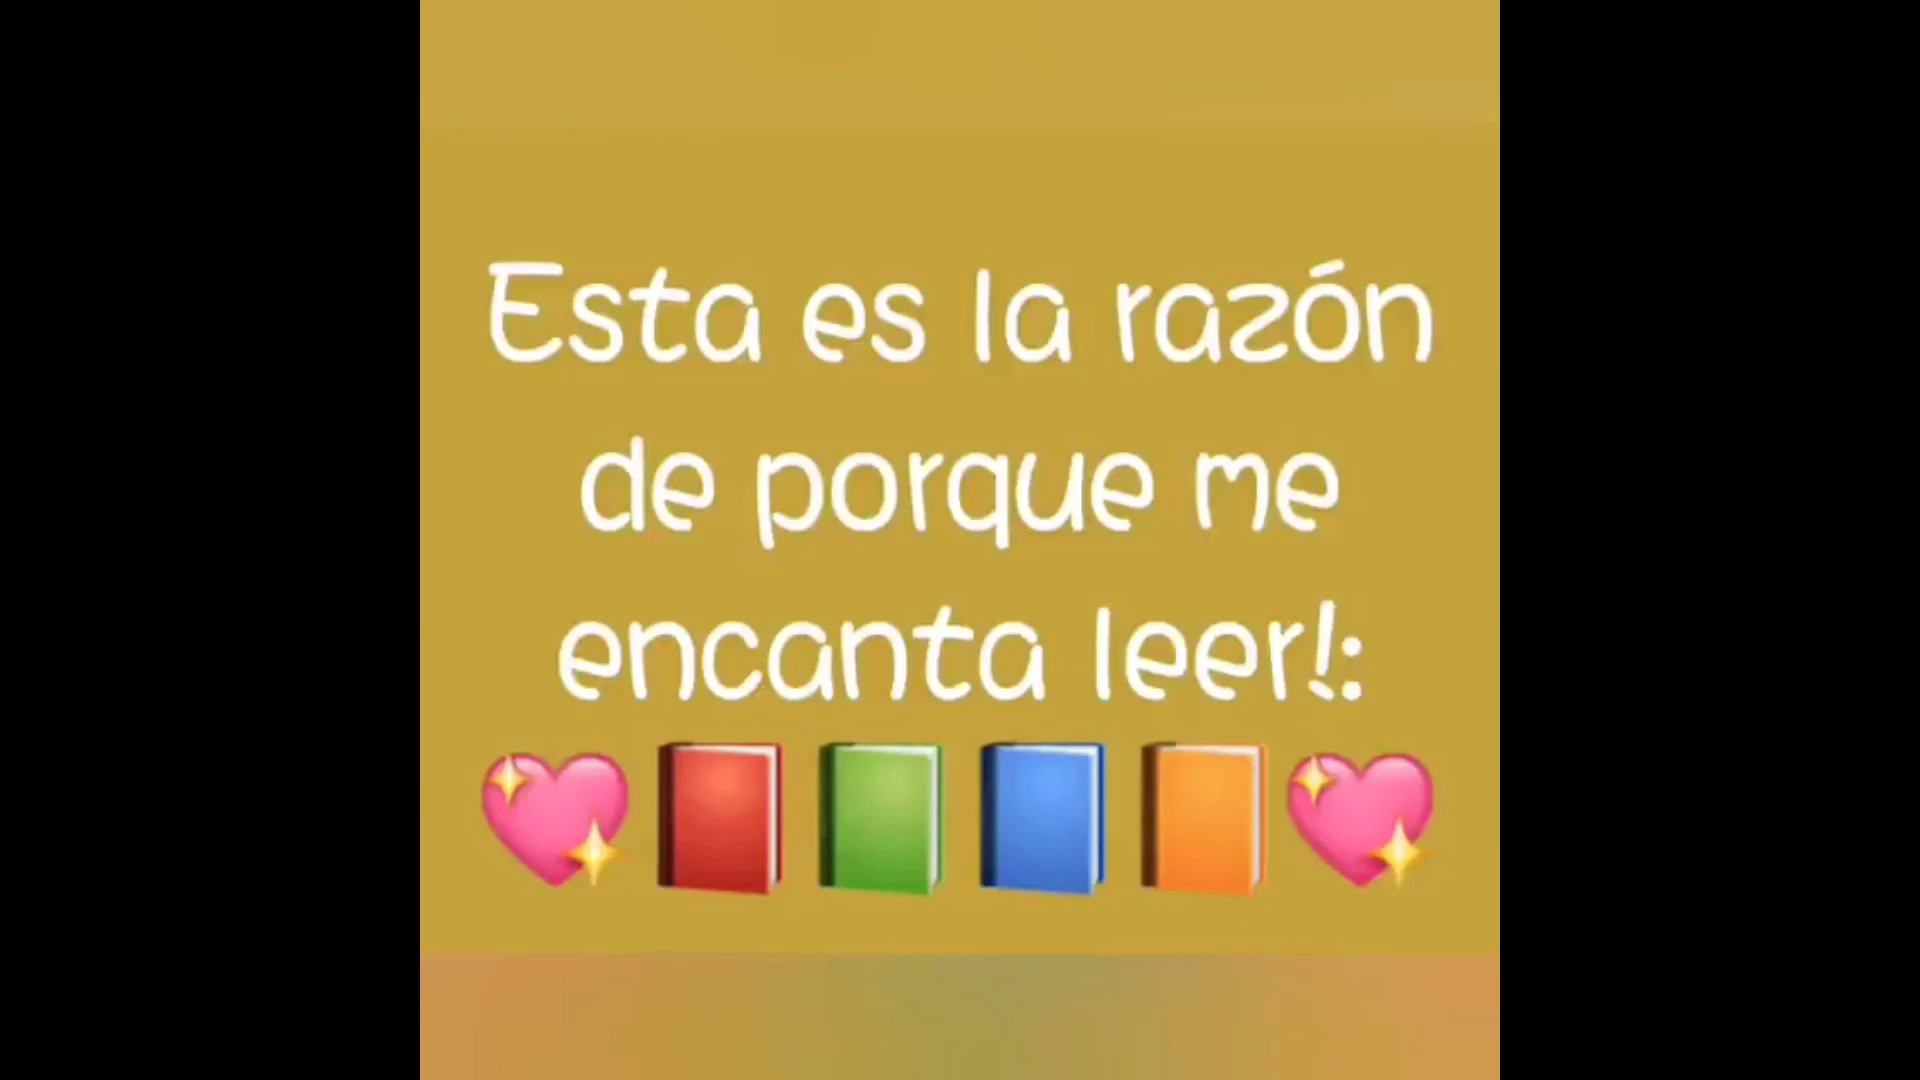 Esta es la razón
de porque me
encanta leer!:
💖📕📗📘📙💖